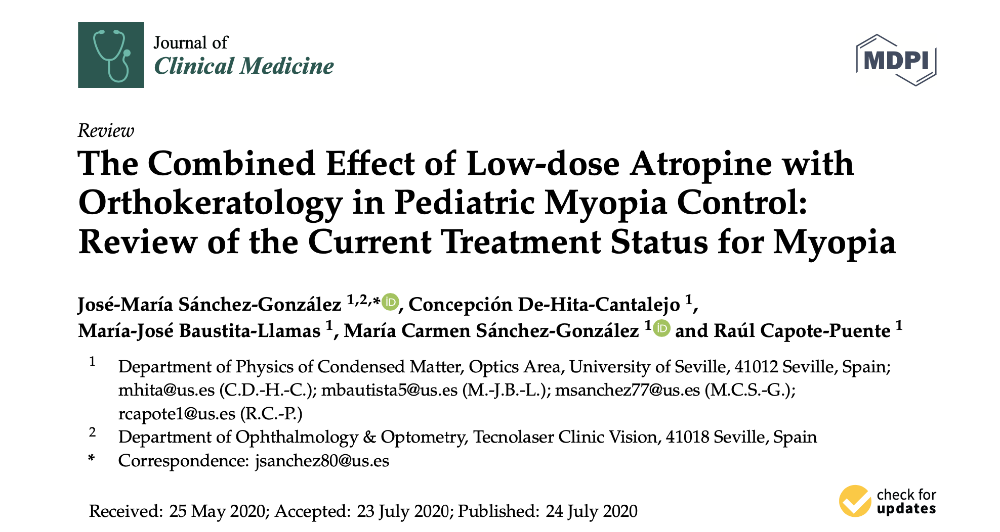 Journal of
Clinical Medicine
MDPI
Review
The Combined Effect of Low-dose Atropine with
Orthokeratology in Pediatric Myopia Control:
Review of the Current Treatment Status for Myopia
José-María Sánchez-González 1,2,* iD, Concepción De-Hita-Cantalejo 1,
María-José Baustita-Llamas 1, María Carmen Sánchez-González 1 iD and Raúl Capote-Puente 1
1 Department of Physics of Condensed Matter, Optics Area, University of Seville, 41012 Seville, Spain;
mhita@us.es (C.D.-H.-C.); mbautista5@us.es (M.-J.B.-L.); msanchez77@us.es (M.C.S.-G.);
rcapote1@us.es (R.C.-P.)
2 Department of Ophthalmology & Optometry, Tecnolaser Clinic Vision, 41018 Seville, Spain
* Correspondence: jsanchez80@us.es
check for
updates
Received: 25 May 2020; Accepted: 23 July 2020; Published: 24 July 2020